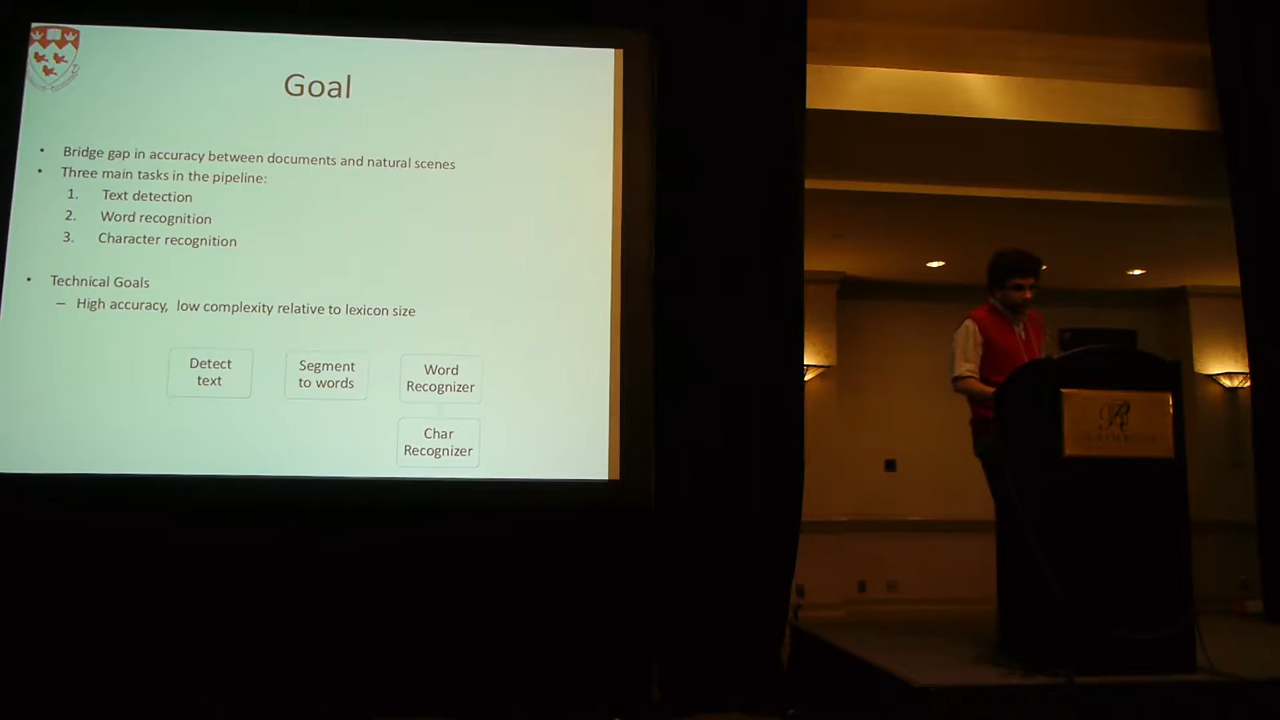 Goal
• Bridge gap in accuracy between documents and natural scenes
• Three main tasks in the pipeline:
1. Text detection
2. Word recognition
3. Character recognition
• Technical Goals
– High accuracy, low complexity relative to lexicon size
Detect
text
Segment
to words
Word
Recognizer
Char
Recognizer